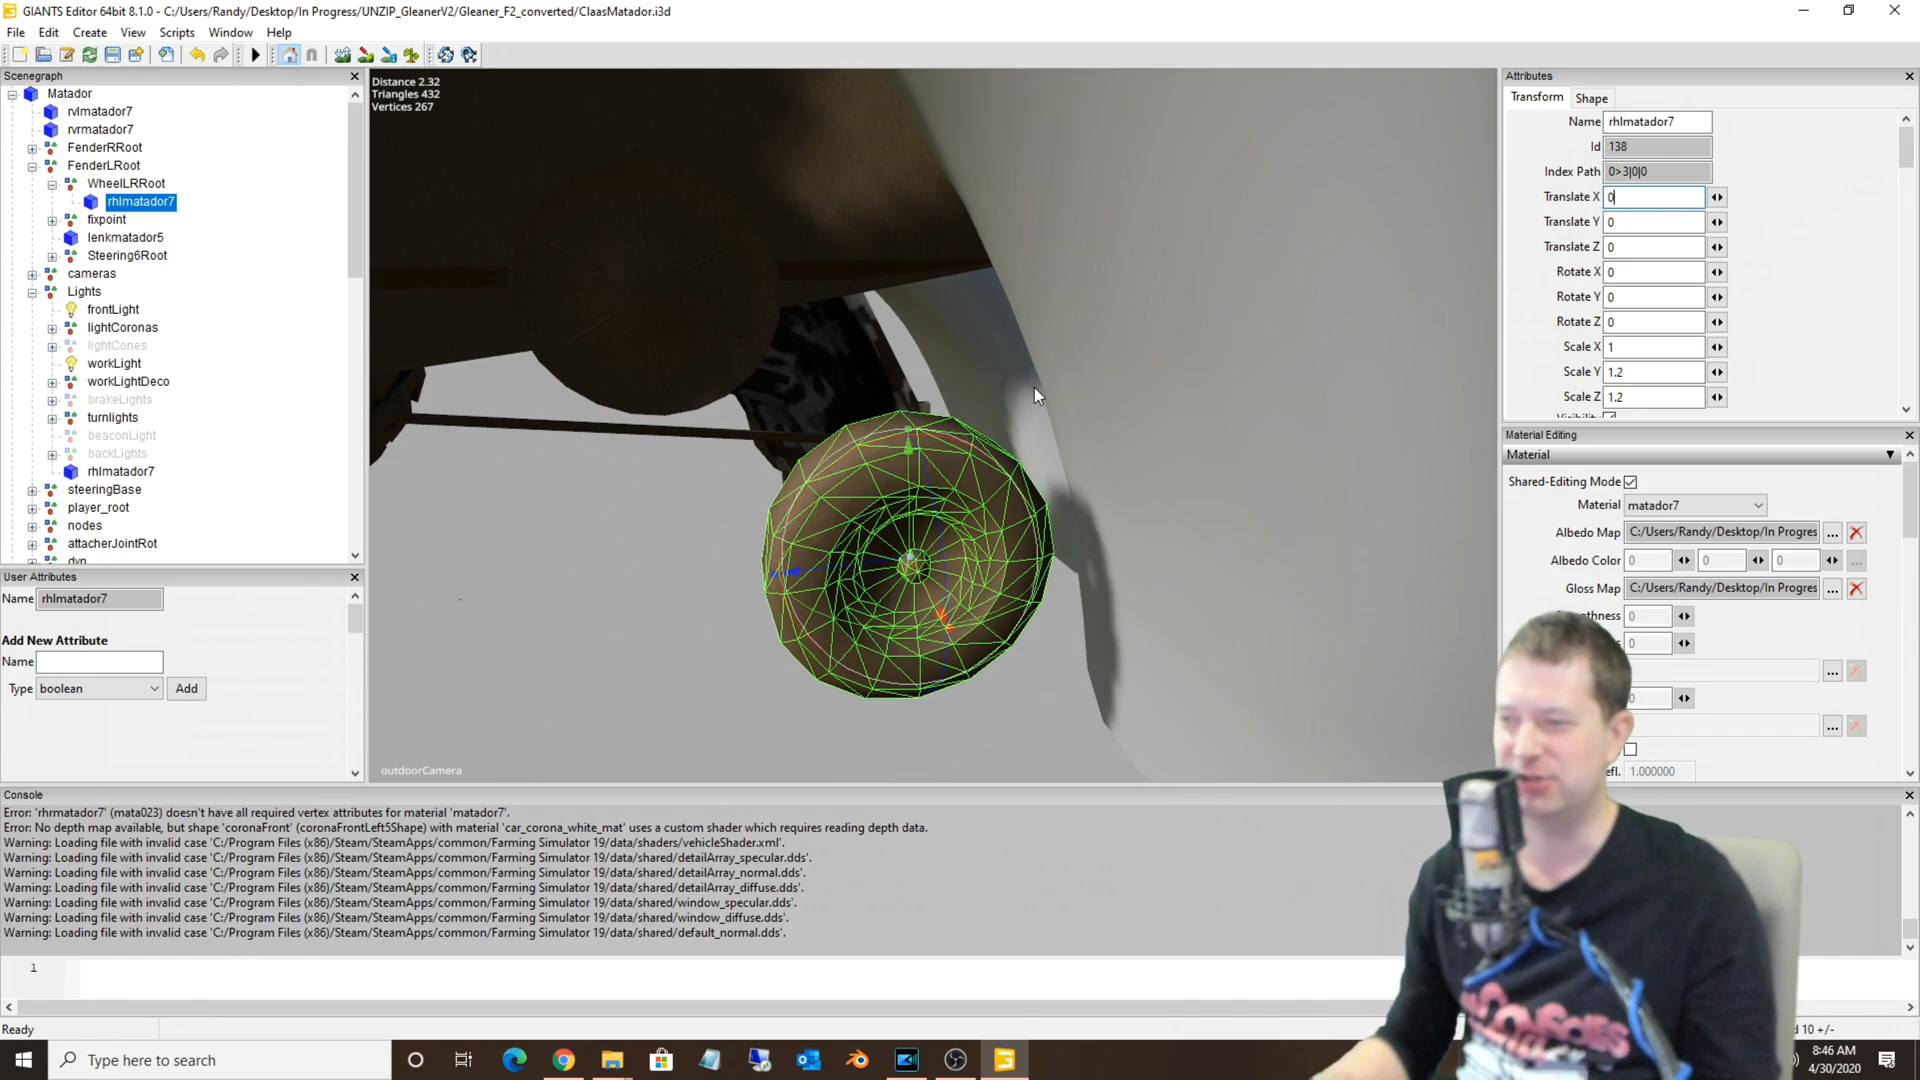 GIANTS Editor 64bit 8.1.0 - C:/Users/Randy/Desktop/In Progress/UNZIP_GleanerV2/Gleaner_F2_converted/ClaasMatador.i3d
File Edit Create View Scripts Window Help
Scenegraph
Matador
rvlmatador7
rvrmatador7
FenderRRoot
FenderLRoot
WheelLRRoot
rhlmatador7
fixpoint
lenkmatador5
Steering6Root
cameras
Lights
frontLight
lightCoronas
lightCones
workLight
workLightDeco
brakeLights
turnlights
beaconLight
backLights
rhlmatador7
steeringBase
player_root
nodes
attacherJointRot
User Attributes
Name rhlmatador7
Add New Attribute
Name
Type boolean Add
Distance 2.32
Triangles 432
Vertices 267
outdoorCamera
Attributes
Transform Shape
Name rhlmatador7
Id 138
Index Path 0>3|0|0
Translate X 0
Translate Y 0
Translate Z 0
Rotate X 0
Rotate Y 0
Rotate Z 0
Scale X 1
Scale Y 1.2
Scale Z 1.2
Material Editing
Material
Shared-Editing Mode
Material matador7
Albedo Map C:/Users/Randy/Desktop/In Progres ...
Albedo Color 0 0 0 ...
Gloss Map C:/Users/Randy/Desktop/In Progres ...
0
0
...
0
...
1.000000
Console
Error: 'rhrmatador7' (mata023) doesn't have all required vertex attributes for material 'matador7'.
Error: No depth map available, but shape 'coronaFront' (coronaFrontLeft5Shape) with material 'car_corona_white_mat' uses a custom shader which requires reading depth data.
Warning: Loading file with invalid case 'C:/Program Files (x86)/Steam/SteamApps/common/Farming Simulator 19/data/shaders/vehicleShader.xml'.
Warning: Loading file with invalid case 'C:/Program Files (x86)/Steam/SteamApps/common/Farming Simulator 19/data/shared/detailArray_specular.dds'.
Warning: Loading file with invalid case 'C:/Program Files (x86)/Steam/SteamApps/common/Farming Simulator 19/data/shared/detailArray_normal.dds'.
Warning: Loading file with invalid case 'C:/Program Files (x86)/Steam/SteamApps/common/Farming Simulator 19/data/shared/detailArray_diffuse.dds'.
Warning: Loading file with invalid case 'C:/Program Files (x86)/Steam/SteamApps/common/Farming Simulator 19/data/shared/window_specular.dds'.
Warning: Loading file with invalid case 'C:/Program Files (x86)/Steam/SteamApps/common/Farming Simulator 19/data/shared/window_diffuse.dds'.
Warning: Loading file with invalid case 'C:/Program Files (x86)/Steam/SteamApps/common/Farming Simulator 19/data/shared/default_normal.dds'.
1
Ready
10 +/-
Type here to search
8:46 AM
4/30/2020